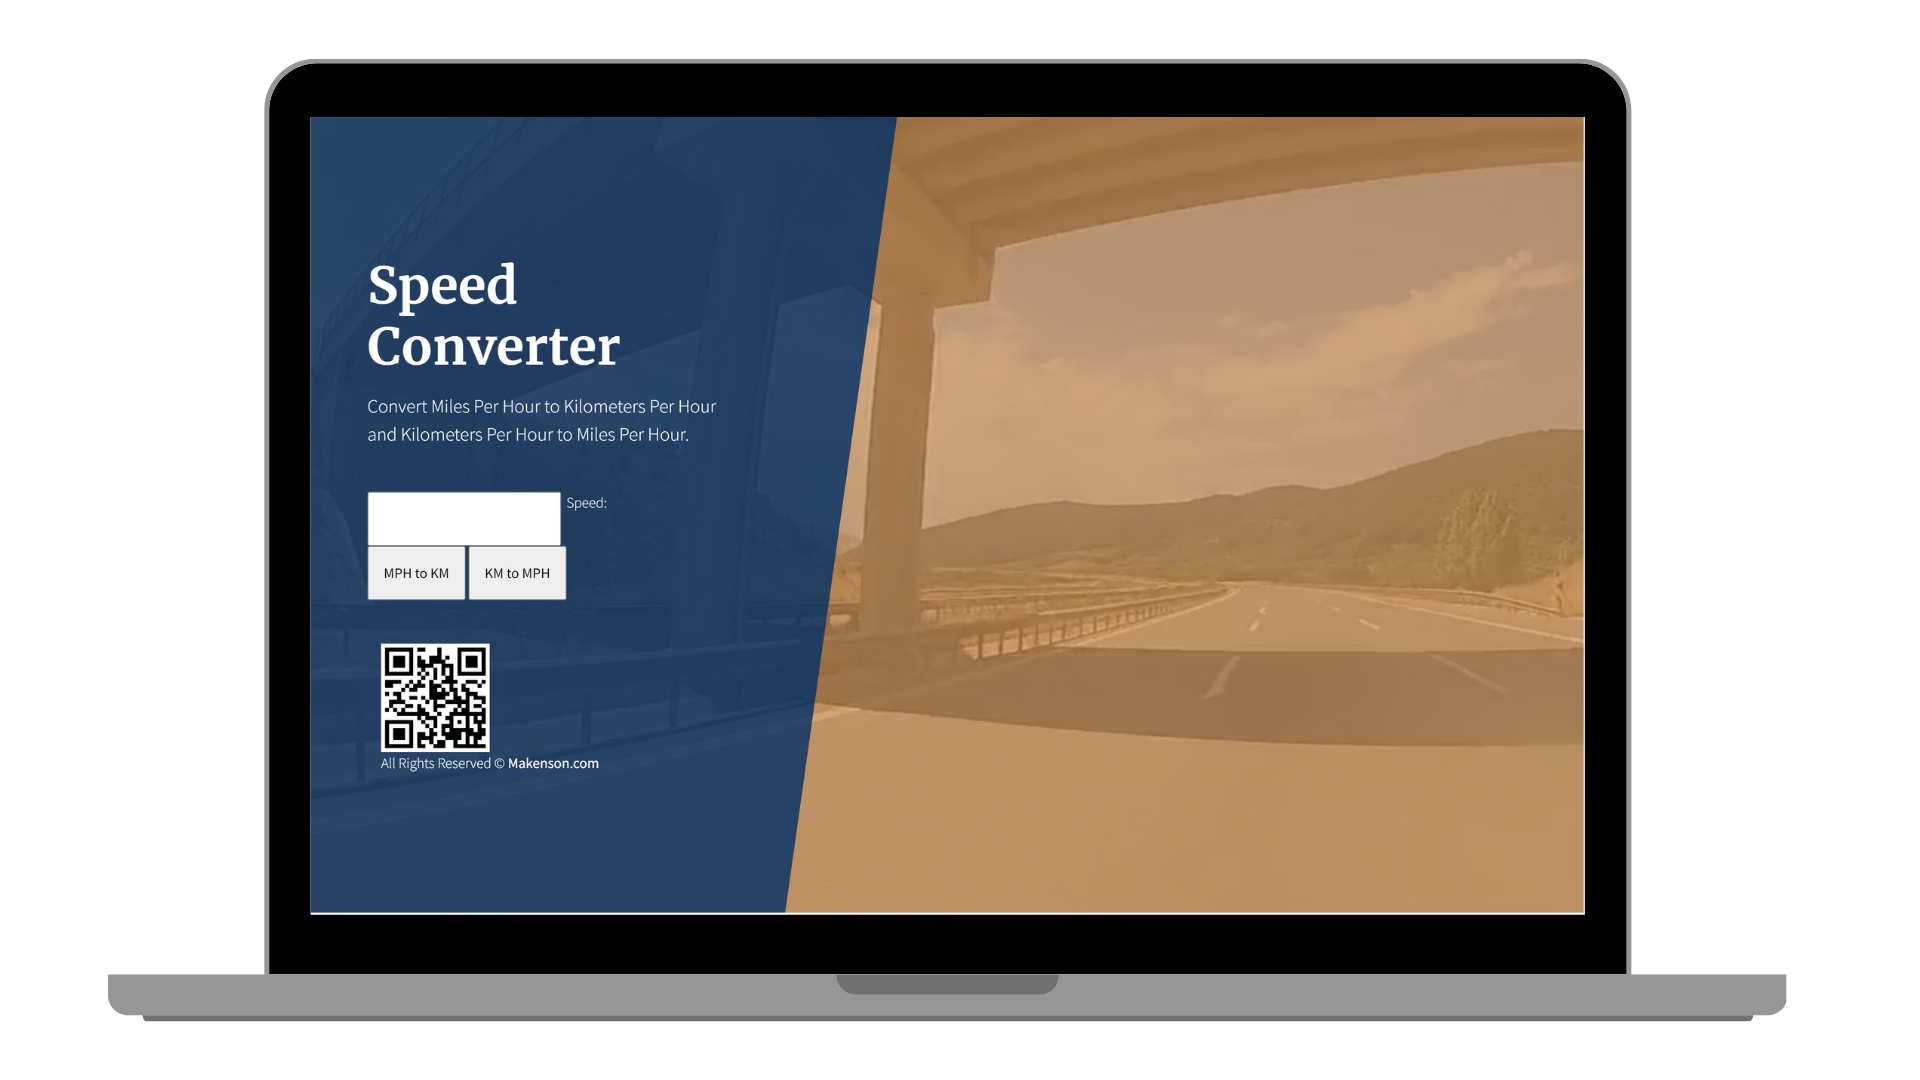 Speed
Converter
Convert Miles Per Hour to Kilometers Per Hour
and Kilometers Per Hour to Miles Per Hour.
Speed:
MPH to KM
KM to MPH
All Rights Reserved © Makenson.com